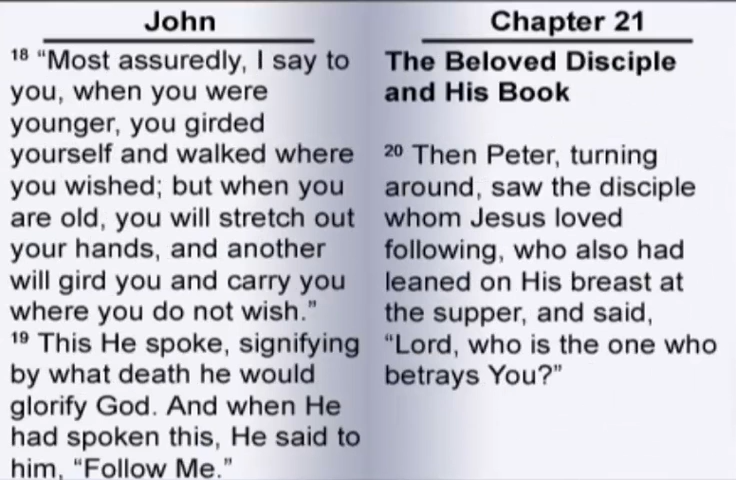 John
¹⁸ “Most assuredly, I say to
you, when you were
younger, you girded
yourself and walked where
you wished; but when you
are old, you will stretch out
your hands, and another
will gird you and carry you
where you do not wish.”
¹⁹ This He spoke, signifying
by what death he would
glorify God. And when He
had spoken this, He said to
him, “Follow Me.”
Chapter 21
The Beloved Disciple
and His Book
²⁰ Then Peter, turning
around, saw the disciple
whom Jesus loved
following, who also had
leaned on His breast at
the supper, and said,
“Lord, who is the one who
betrays You?”